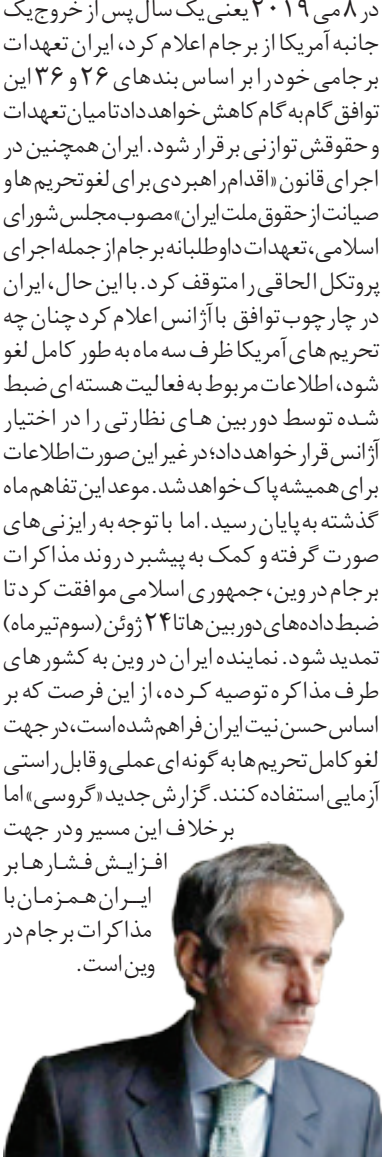 در ۸ می ۲۰۱۹ یعنی یک سال پس از خروج یک
جانبه آمریکا از برجام اعلام کرد، ایران تعهدات
برجامی خود را بر اساس بندهای ۲۶ و ۳۶ این
توافق گام به گام کاهش خواهد داد تا میان تعهدات
و حقوقش توازنی برقرار شود. ایران همچنین در
اجرای قانون «اقدام راهبردی برای لغو تحریم ها و
صیانت از حقوق ملت ایران» مصوب مجلس شورای
اسلامی، تعهدات داوطلبانه برجام از جمله اجرای
پروتکل الحاقی را متوقف کرد. با این حال، ایران
در چارچوب توافق با آژانس اعلام کرد چنان چه
تحریم های آمریکا ظرف سه ماه به طور کامل لغو
شود، اطلاعات مربوط به فعالیت هسته ای ضبط
شده توسط دوربین های نظارتی را در اختیار
آژانس قرار خواهد داد؛ در غیر این صورت اطلاعات
برای همیشه پاک خواهد شد. موعد این تفاهم ماه
گذشته به پایان رسید. اما با توجه به رایزنی های
صورت گرفته و کمک به پیشبرد روند مذاکرات
برجام در وین، جمهوری اسلامی موافقت کرد تا
ضبط داده‌های دوربین ها تا ۲۴ ژوئن (سوم تیر ماه)
تمدید شود. نماینده ایران در وین به کشورهای
طرف مذاکره توصیه کرده، از این فرصت که بر
اساس حسن نیت ایران فراهم شده است، در جهت
لغو کامل تحریم ها به گونه ای عملی و قابل راستی
آزمایی استفاده کنند. گزارش جدید «گروسی» اما
بر خلاف این مسیر و در جهت
افزایش فشارها بر
ایران همزمان با
مذاکرات برجام در
وین است.